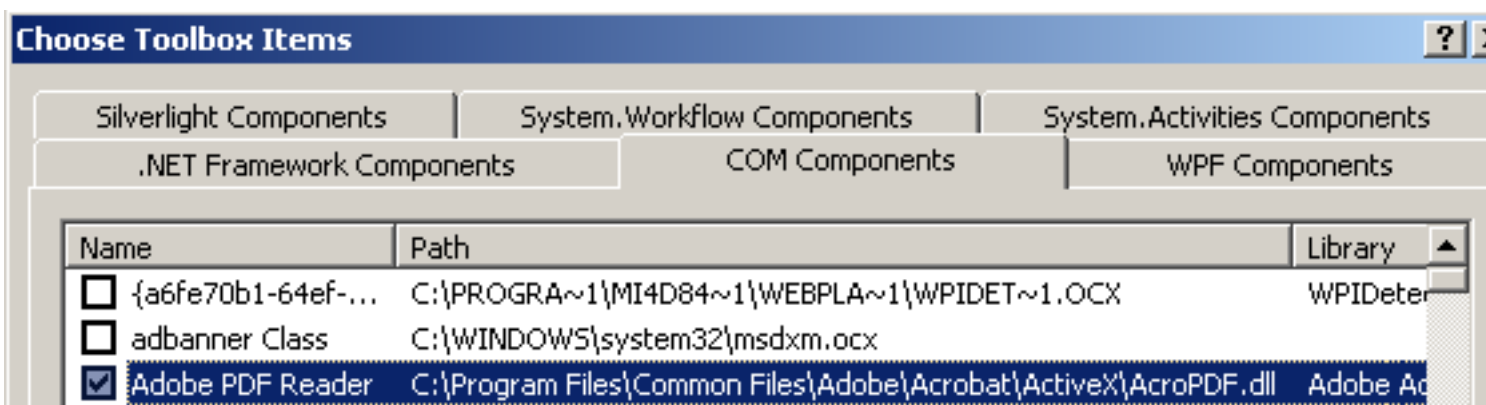 Choose Toolbox Items ?
Silverlight Components System.Workflow Components System.Activities Components
.NET Framework Components COM Components WPF Components
Name Path Library
{a6fe70b1-64ef-... C:\PROGRA~1\MI4D84~1\WEBPLA~1\WPIDET~1.OCX WPIDete
adbanner Class C:\WINDOWS\system32\msdxm.ocx
Adobe PDF Reader C:\Program Files\Common Files\Adobe\Acrobat\ActiveX\AcroPDF.dll Adobe Ac